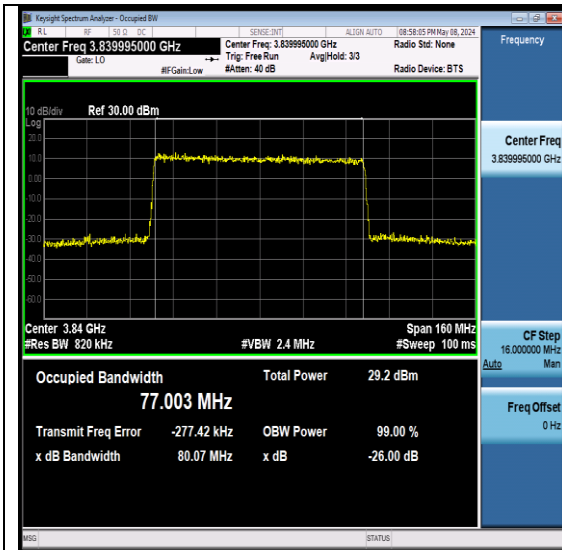 Keysight Spectrum Analyzer - Occupied BW
RL RF 50 Ω DC SENSE:INT ALIGN AUTO 08:58:05 PM May 08, 2024
Center Freq 3.839995000 GHz Center Freq: 3.839995000 GHz Radio Std: None Frequency
Gate: LO Trig: Free Run Avg|Hold: 3/3
#IFGain:Low #Atten: 40 dB Radio Device: BTS
10 dB/div Ref 30.00 dBm
Log
20.0
10.0
0.00
-10.0
-20.0
-30.0
-40.0
-50.0
-60.0
Center Freq
3.839995000 GHz
Center 3.84 GHz Span 160 MHz
#Res BW 820 kHz #VBW 2.4 MHz #Sweep 100 ms
CF Step
16.000000 MHz
Auto Man
Occupied Bandwidth Total Power 29.2 dBm
77.003 MHz
Transmit Freq Error -277.42 kHz OBW Power 99.00 %
x dB Bandwidth 80.07 MHz x dB -26.00 dB
Freq Offset
0 Hz
MSG STATUS